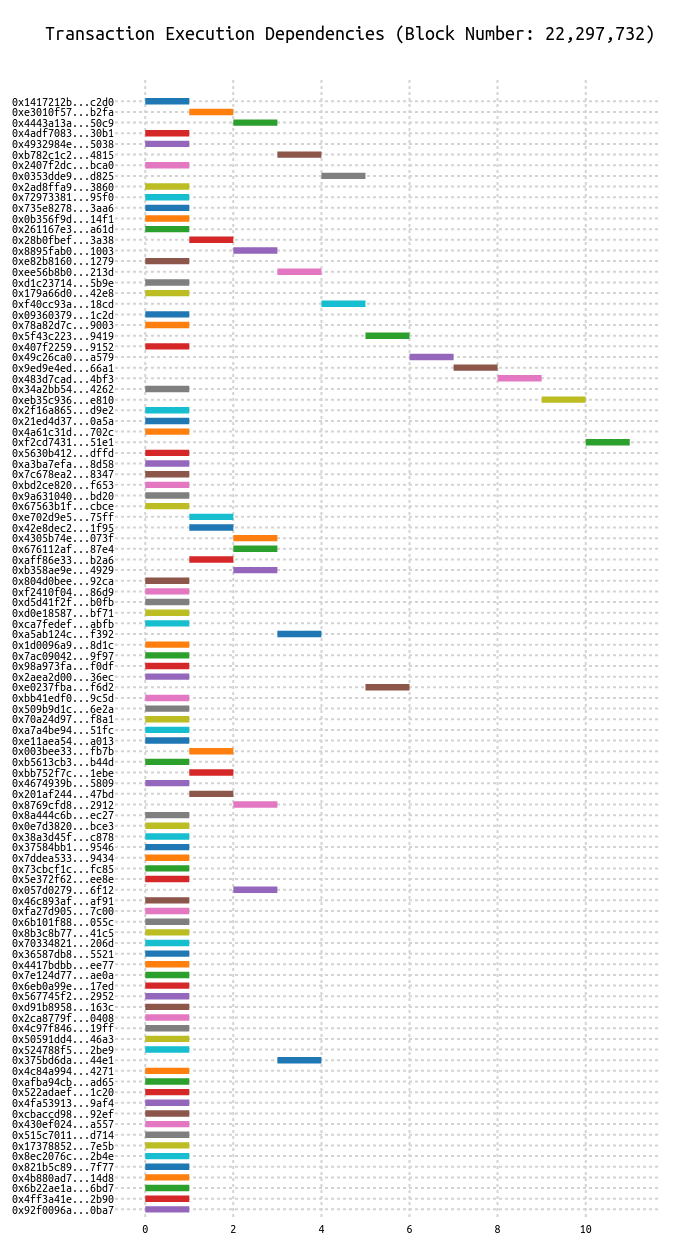 Transaction Execution Dependencies (Block Number: 22,297,732)
0x1417212b...c2d0
0xe3010f57...b2fa
0x4443a13a...50c9
0x4adf7083...30b1
0x4932984e...5038
0xb782c1c2...4815
0x2407f2dc...bca0
0x0353dde9...d825
0x2ad8ffa9...3860
0x72973381...95f0
0x735e8278...3aa6
0x0b356f9d...14f1
0x261167e3...a61d
0x28b0fbef...3a38
0x8895fab0...1003
0xe82b8160...1279
0xee56b8b0...213d
0xd1c23714...5b9e
0x179a66d0...42e8
0xf40cc93a...18cd
0x09360379...1c2d
0x78a82d7c...9003
0x5f43c223...9419
0x407f2259...9152
0x49c26ca0...a579
0x9ed9e4ed...66a1
0x483d7cad...4bf3
0x34a2bb54...4262
0xeb35c936...e810
0x2f16a865...d9e2
0x21ed4d37...0a5a
0x4a61c31d...702c
0xf2cd7431...51e1
0x5630b412...dffd
0xa3ba7efa...8d58
0x7c678ea2...8347
0xbd2ce820...f653
0x9a631040...bd20
0x67563b1f...cbce
0xe702d9e5...75ff
0x42e8dec2...1f95
0x4305b74e...073f
0x676112af...87e4
0xaff86e33...b2a6
0xb358ae9e...4929
0x804d0bee...92ca
0xf2410f04...86d9
0xd5d41f2f...b0fb
0xd0e18587...bf71
0xca7fedef...abfb
0xa5ab124c...f392
0x1d0096a9...8d1c
0x7ac09042...9f97
0x98a973fa...f0df
0x2aea2d00...36ec
0xe0237fba...f6d2
0xbb41edf0...9c5d
0x509b9d1c...6e2a
0x70a24d97...f8a1
0xa7a4be94...51fc
0xe11aea54...a013
0x003bee33...fb7b
0xb5613cb3...b44d
0xbb752f7c...1ebe
0x4674939b...5809
0x201af244...47bd
0x8769cfd8...2912
0x8a444c6b...ec27
0x0e7d3820...bce3
0x38a3d45f...c878
0x37584bb1...9546
0x7ddea533...9434
0x73cbcf1c...fc85
0x5e372f62...ee8e
0x057d0279...6f12
0x46c893af...af91
0xfa27d905...7c00
0x6b101f88...055c
0x8b3c8b77...41c5
0x70334821...206d
0x36587db8...5521
0x4417bdbb...ee77
0x7e124d77...ae0a
0x6eb0a99e...17ed
0x567745f2...2952
0xd91b8958...163c
0x2ca8779f...0408
0x4c97f846...19ff
0x50591dd4...46a3
0x524788f5...2be9
0x375bd6da...44e1
0x4c84a994...4271
0xafba94cb...ad65
0x522adaef...1c20
0x4fa53913...9af4
0xcbaccd98...92ef
0x430ef024...a557
0x515c7011...d714
0x17378852...7e5b
0x8ec2076c...2b4e
0x821b5c89...7f77
0x4b880ad7...14d8
0x6b22ae1a...6bd7
0x4ff3a41e...2b90
0x92f0096a...0ba7
0 2 4 6 8 10